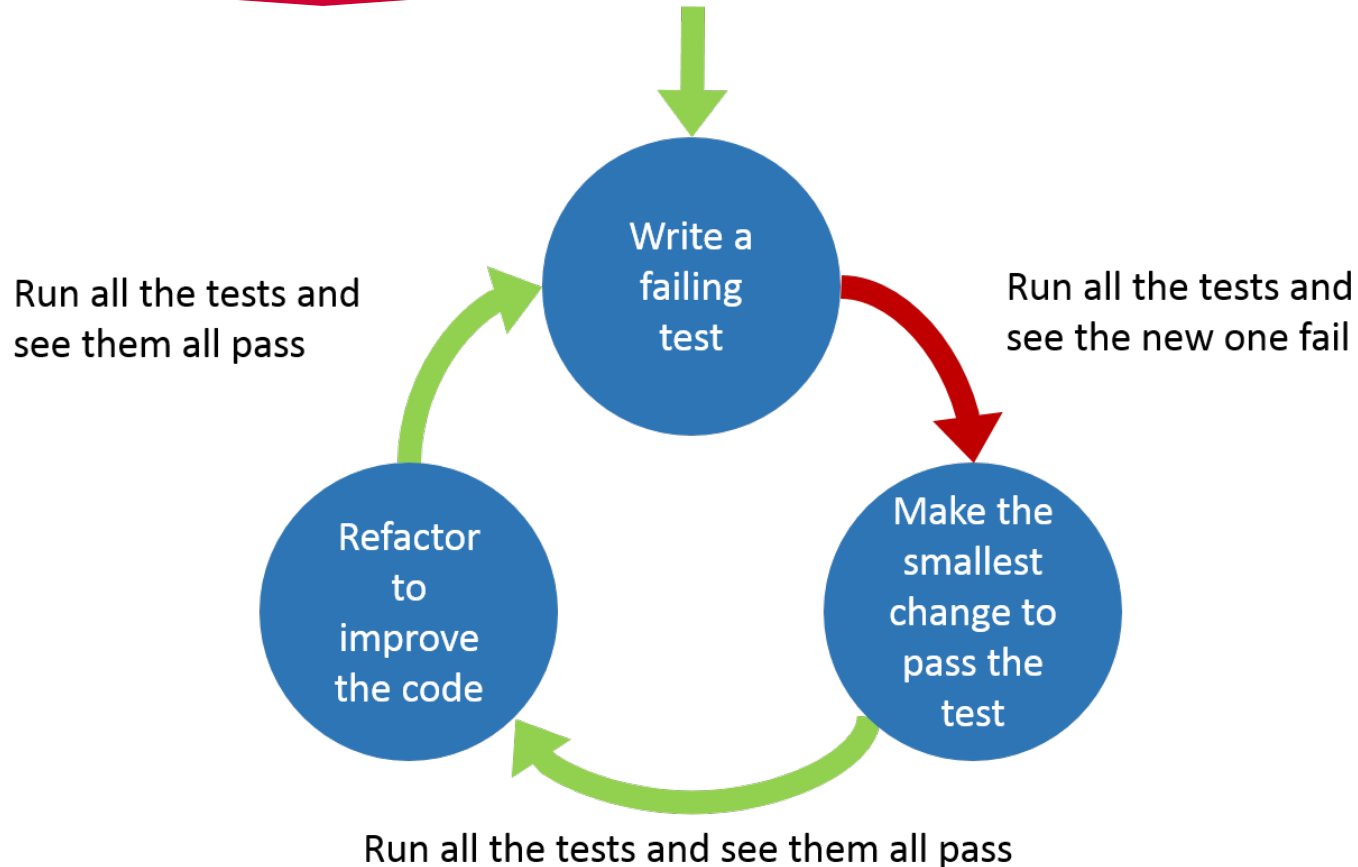 Write a
failing
test
Run all the tests and
see the new one fail
Make the
smallest
change to
pass the
test
Run all the tests and see them all pass
Refactor
to
improve
the code
Run all the tests and
see them all pass